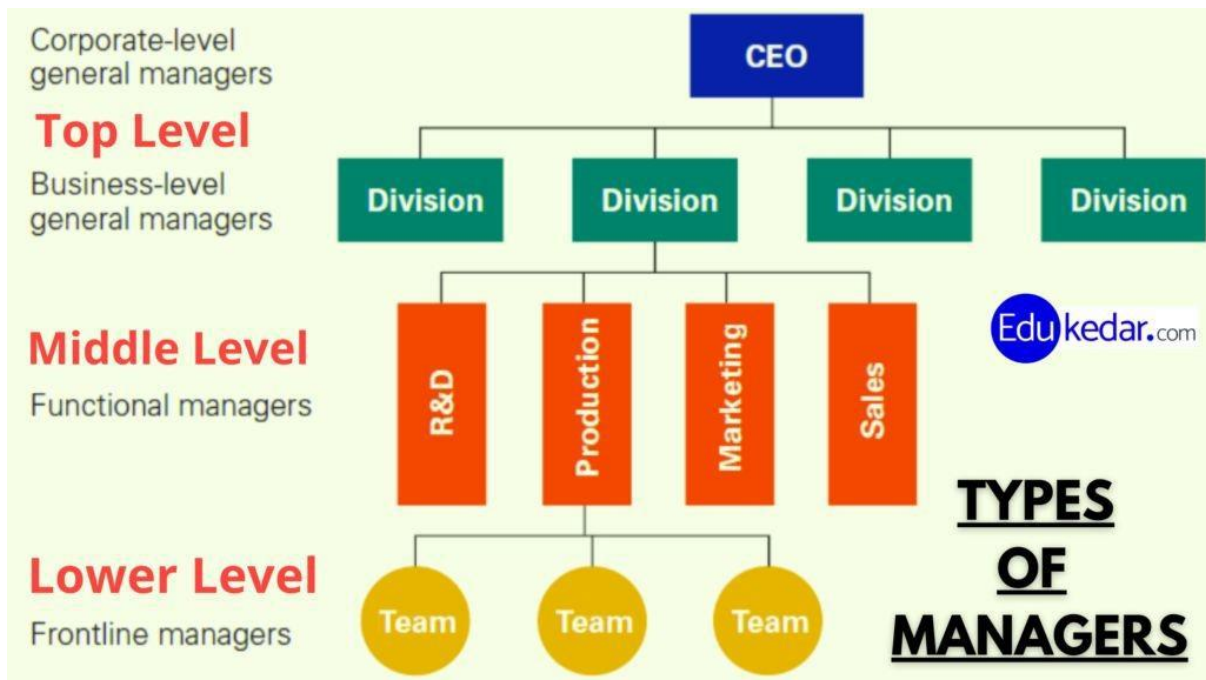 Corporate-level
general managers
CEO
Top Level
Business-level
general managers
Division
Division
Division
Division
Middle Level
Functional managers
R&D
Production
Marketing
Sales
Edukedar.com
Lower Level
Frontline managers
Team
Team
Team
TYPES
OF
MANAGERS